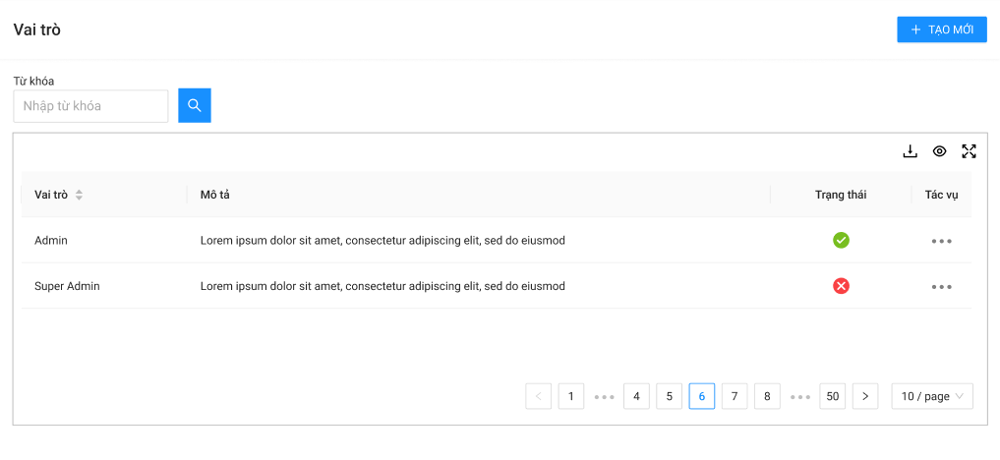 Vai trò
+ TẠO MỚI
Từ khóa
Nhập từ khóa
Vai trò Mô tả Trạng thái Tác vụ
Admin Lorem ipsum dolor sit amet, consectetur adipiscing elit, sed do eiusmod •••
Super Admin Lorem ipsum dolor sit amet, consectetur adipiscing elit, sed do eiusmod •••
< 1 ••• 4 5 6 7 8 ••• 50 > 10 / page